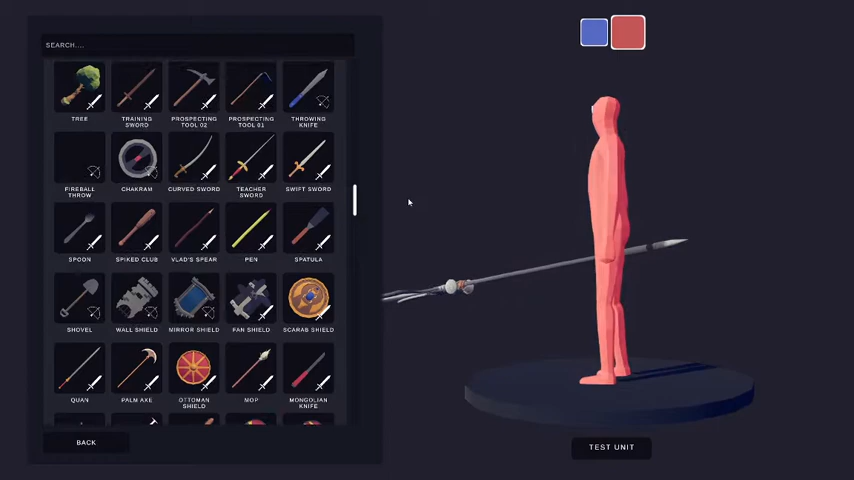 SEARCH....
TREE
TRAINING
SWORD
PROSPECTING
TOOL 02
PROSPECTING
TOOL 01
THROWING
KNIFE
FIREBALL
THROW
CHAKRAM
CURVED SWORD
TEACHER
SWORD
SWIFT SWORD
SPOON
SPIKED CLUB
VLAD'S SPEAR
PEN
SPATULA
SHOVEL
WALL SHIELD
MIRROR SHIELD
FAN SHIELD
SCARAB SHIELD
QUAN
PALM AXE
OTTOMAN
SHIELD
MOP
MONGOLIAN
KNIFE
BACK
TEST UNIT